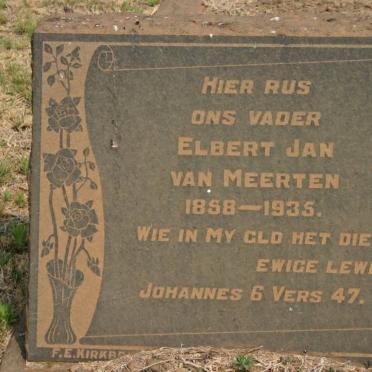 HIER RUS
ONS VADER
ELBERT JAN
VAN MEERTEN
1858–1935.
WIE IN MY GLO HET DIE
EWIGE LEWE
JOHANNES 6 VERS 47.